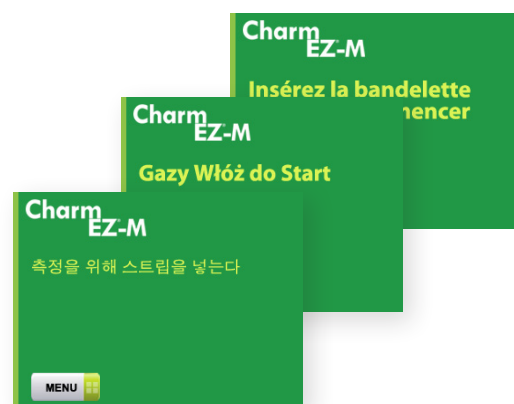 Charm
EZ-M
Insérez la bandelette
Charm
EZ-M
Gazy Włóż do Start
Charm
EZ-M
측정을 위해 스트립을 넣는다
MENU